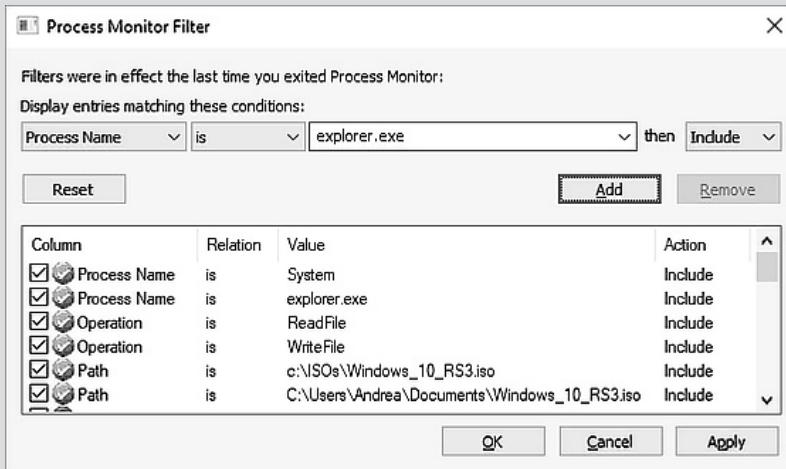 Process Monitor Filter
Filters were in effect the last time you exited Process Monitor:
Display entries matching these conditions:
Process Name is explorer.exe then Include
Reset Add Remove
Column Relation Value Action
Process Name is System Include
Process Name is explorer.exe Include
Operation is ReadFile Include
Operation is WriteFile Include
Path is c:\ISOs\Windows_10_RS3.iso Include
Path is C:\Users\Andrea\Documents\Windows_10_RS3.iso Include
OK Cancel Apply